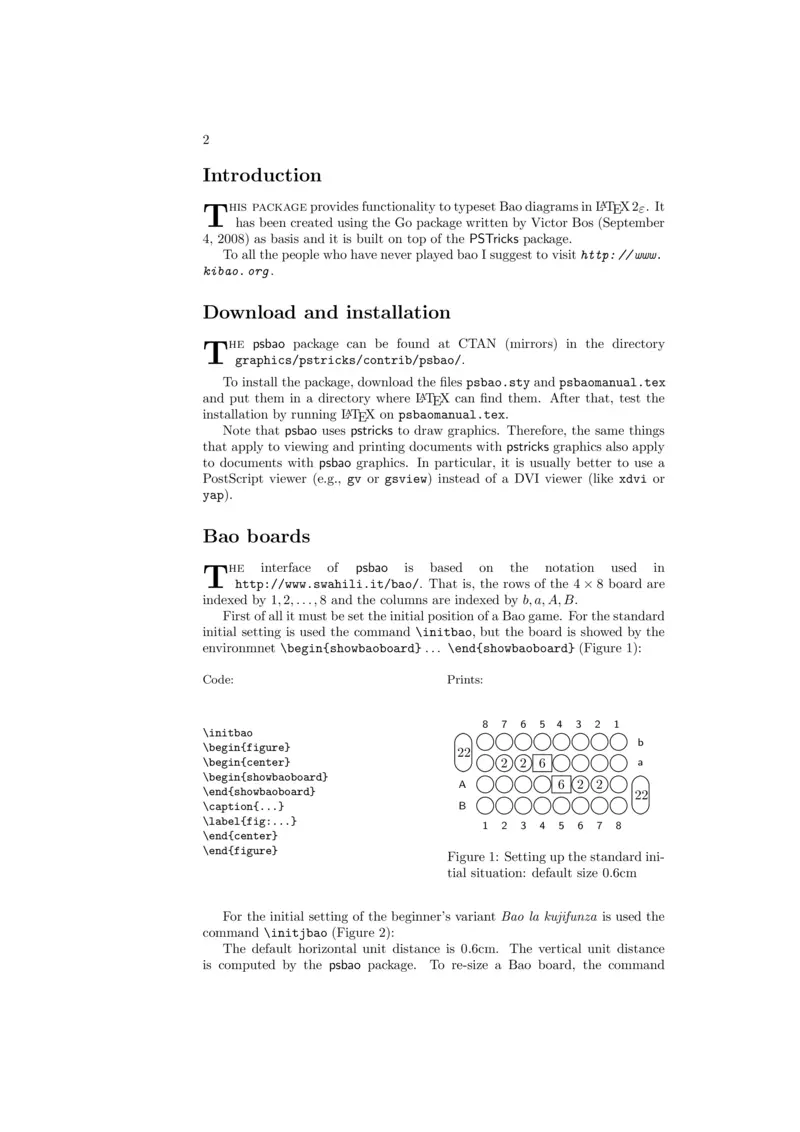 2
Introduction
THIS PACKAGE provides functionality to typeset Bao diagrams in LATEX 2ε. It
has been created using the Go package written by Victor Bos (September
4, 2008) as basis and it is built on top of the PSTricks package.
To all the people who have never played bao I suggest to visit http://www.
kibao.org.
Download and installation
THE psbao package can be found at CTAN (mirrors) in the directory
graphics/pstricks/contrib/psbao/.
To install the package, download the files psbao.sty and psbaomanual.tex
and put them in a directory where LATEX can find them. After that, test the
installation by running LATEX on psbaomanual.tex.
Note that psbao uses pstricks to draw graphics. Therefore, the same things
that apply to viewing and printing documents with pstricks graphics also apply
to documents with psbao graphics. In particular, it is usually better to use a
PostScript viewer (e.g., gv or gsview) instead of a DVI viewer (like xdvi or
yap).
Bao boards
THE interface of psbao is based on the notation used in
http://www.swahili.it/bao/. That is, the rows of the 4 × 8 board are
indexed by 1, 2, . . . , 8 and the columns are indexed by b, a, A, B.
First of all it must be set the initial position of a Bao game. For the standard
initial setting is used the command \initbao, but the board is showed by the
environmnet \begin{showbaoboard}... \end{showbaoboard} (Figure 1):
Code:
\initbao
\begin{figure}
\begin{center}
\begin{showbaoboard}
\end{showbaoboard}
\caption{...}
\label{fig:...}
\end{center}
\end{figure}
Prints:
8 7 6 5 4 3 2 1
b
22
2 2 6 a
A 6 2 2
22
B
1 2 3 4 5 6 7 8
Figure 1: Setting up the standard ini-
tial situation: default size 0.6cm
For the initial setting of the beginner's variant Bao la kujifunza is used the
command \initjbao (Figure 2):
The default horizontal unit distance is 0.6cm. The vertical unit distance
is computed by the psbao package. To re-size a Bao board, the command